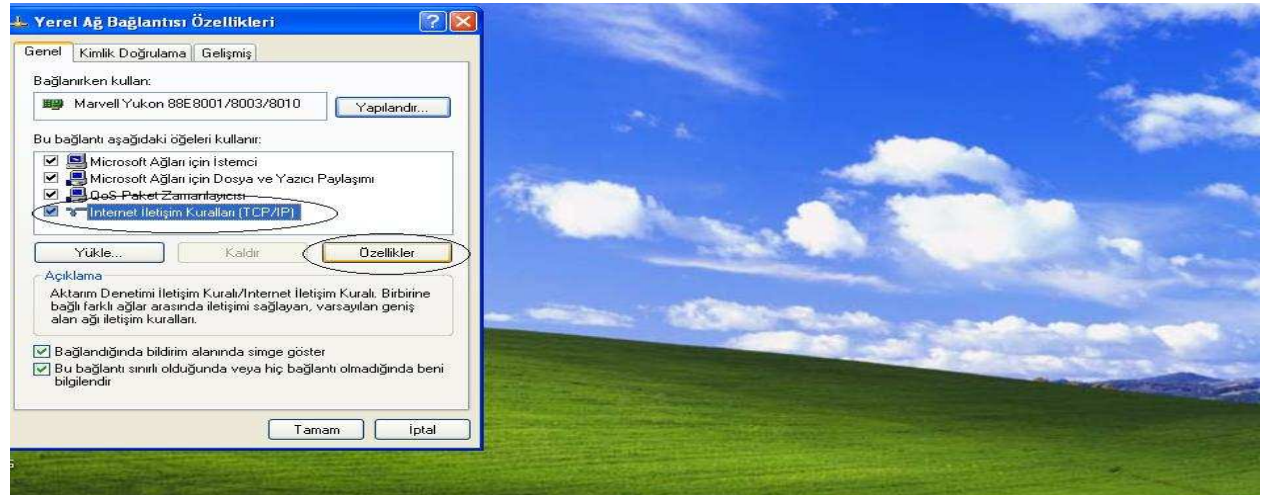 Yerel Ağ Bağlantısı Özellikleri
Genel Kimlik Doğrulama Gelişmiş
Bağlanırken kullan:
Marvell Yukon 88E8001/8003/8010 Yapılandır...
Bu bağlantı aşağıdaki öğeleri kullanır:
Microsoft Ağları için İstemci
Microsoft Ağları için Dosya ve Yazıcı Paylaşımı
QoS Paket Zamanlayıcısı
Internet İletişim Kuralları (TCP/IP)
Yükle... Kaldır Özellikler
Açıklama
Aktarım Denetimi İletişim Kuralı/Internet İletişim Kuralı. Birbirine
bağlı farklı ağlar arasında iletişimi sağlayan, varsayılan geniş
alan ağı iletişim kuralları.
Bağlandığında bildirim alanında simge göster
Bu bağlantı sınırlı olduğunda veya hiç bağlantı olmadığında beni
bilgilendir
Tamam İptal